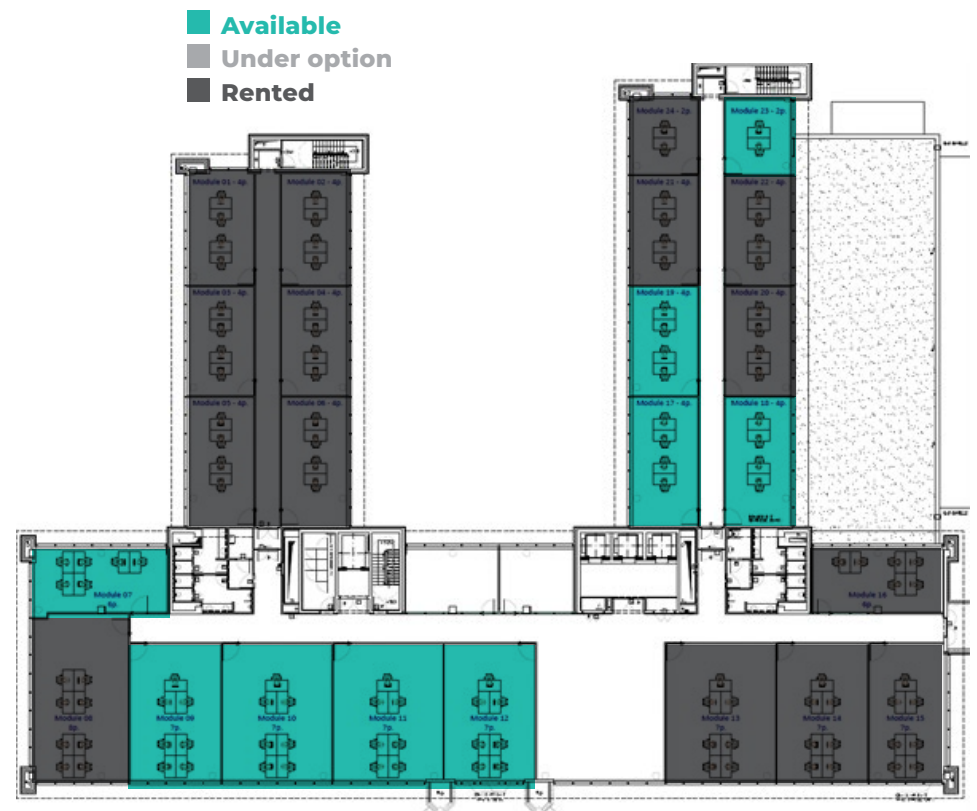 Available
Under option
Rented
Module 24 - 2p.
Module 23 - 2p.
Module 01 - 4p.
Module 02 - 4p.
Module 21 - 4p.
Module 22 - 4p.
Module 03 - 4p.
Module 04 - 4p.
Module 19 - 4p.
Module 20 - 4p.
Module 05 - 4p.
Module 06 - 4p.
Module 17 - 4p.
Module 18 - 4p.
Module 07
6p.
Module 16
6p.
Module 08
8p.
Module 09
7p.
Module 10
7p.
Module 11
7p.
Module 12
7p.
Module 13
7p.
Module 14
7p.
Module 15
7p.